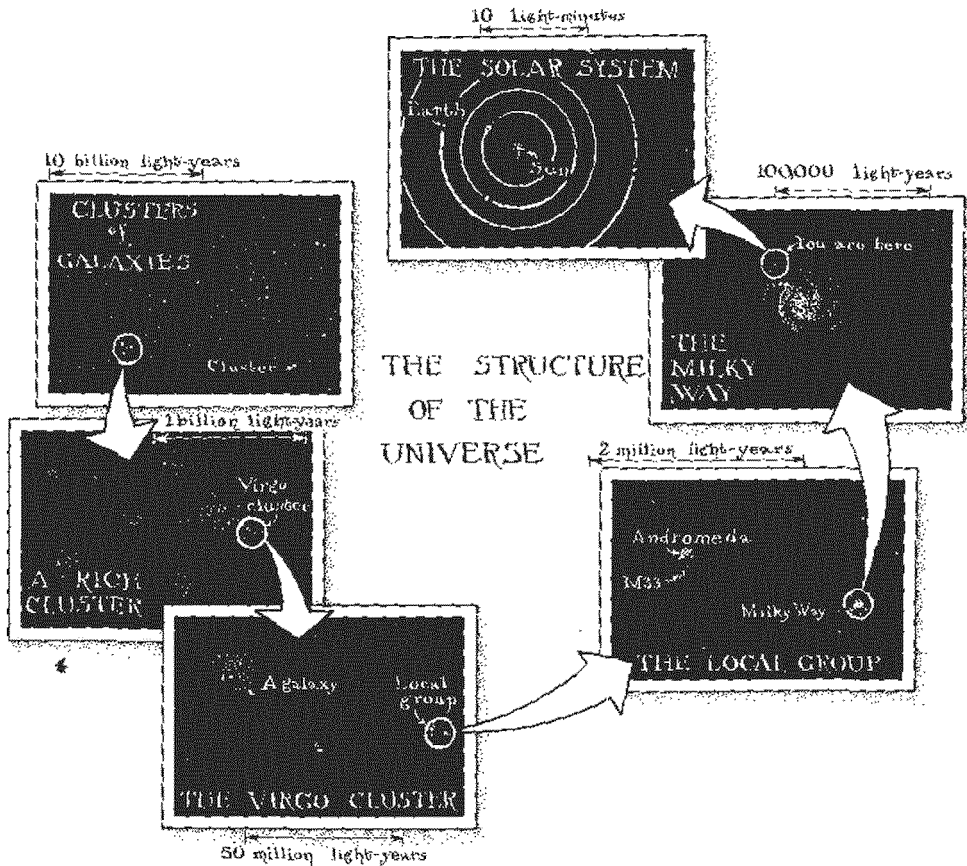 10 light-minutes
THE SOLAR SYSTEM
Earth
Sun
10 billion light-years
CLUSTERS
of
GALAXIES
Cluster
100,000 light-years
You are here
THE
MILKY
WAY
THE STRUCTURE
OF THE
UNIVERSE
1 billion light-years
Virgo
cluster
A RICH
CLUSTER
2 million light-years
Andromeda
M33
Milky Way
THE LOCAL GROUP
A galaxy
Local
group
THE VIRGO CLUSTER
50 million light-years